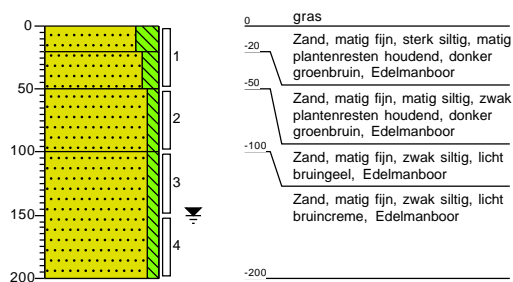 0
50
100
150
200
1
2
3
4
0
gras
-20
Zand, matig fijn, sterk siltig, matig
plantenresten houdend, donker
groenbruin, Edelmanboor
-50
Zand, matig fijn, matig siltig, zwak
plantenresten houdend, donker
groenbruin, Edelmanboor
-100
Zand, matig fijn, zwak siltig, licht
bruingeel, Edelmanboor
Zand, matig fijn, zwak siltig, licht
bruincreme, Edelmanboor
-200